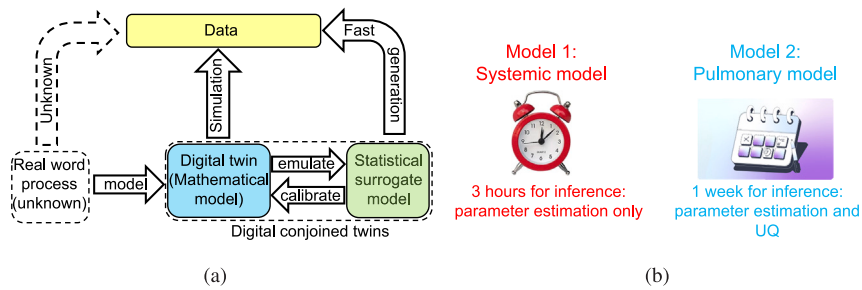 Data
Fast
generation
Unknown
Simulation
Real word
process
(unknown)
model
Digital twin
(Mathematical
model)
emulate
calibrate
Statistical
surrogate
model
Digital conjoined twins
(a)
Model 1:
Systemic model
3 hours for inference:
parameter estimation only
Model 2:
Pulmonary model
1 week for inference:
parameter estimation and
UQ
(b)